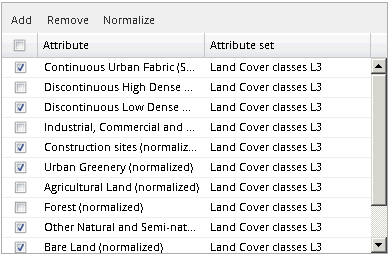 Add Remove Normalize
Attribute Attribute set
Continuous Urban Fabric (S... Land Cover classes L3
Discontinuous High Dense ... Land Cover classes L3
Discontinuous Low Dense ... Land Cover classes L3
Industrial, Commercial and ... Land Cover classes L3
Construction sites (normaliz... Land Cover classes L3
Urban Greenery (normalized) Land Cover classes L3
Agricultural Land (normalized) Land Cover classes L3
Forest (normalized) Land Cover classes L3
Other Natural and Semi-nat... Land Cover classes L3
Bare Land (normalized) Land Cover classes L3